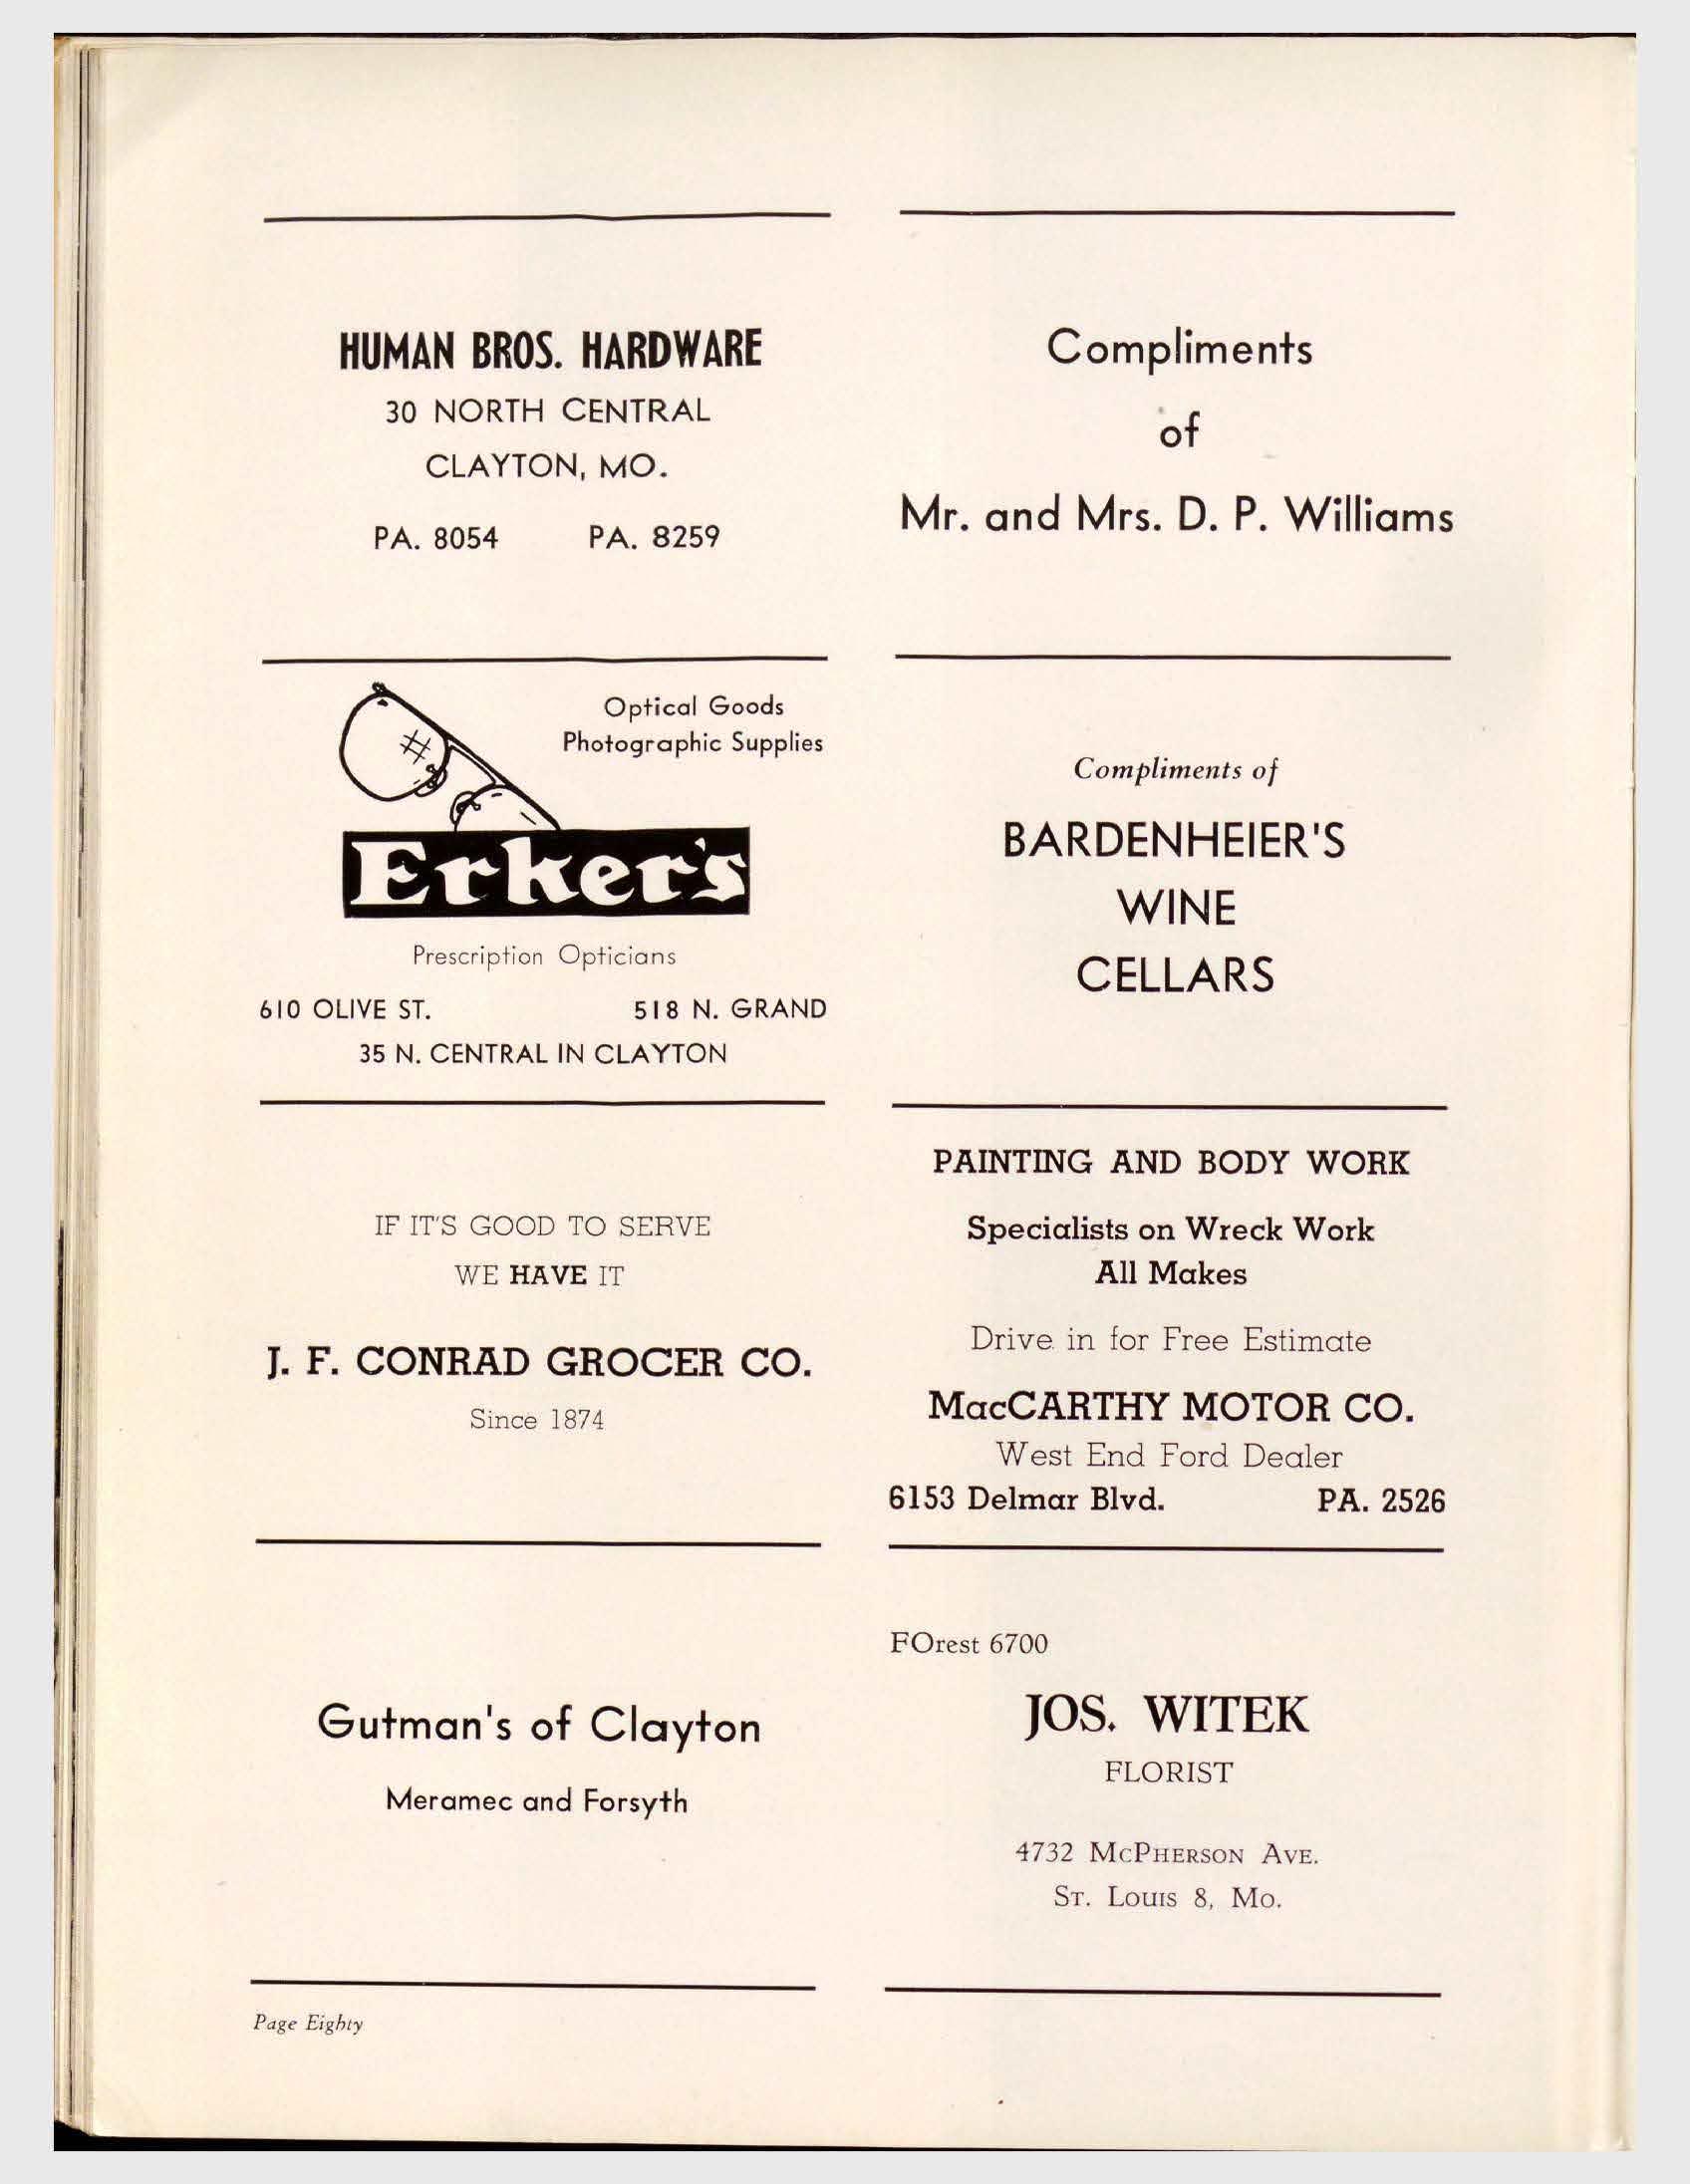 HUMAN BROS. HARDWARE
30 NORTH CENTRAL
CLAYTON, MO.
PA. 8054 PA. 8259
Compliments
of
Mr. and Mrs. D. P. Williams
Optical Goods
Photographic Supplies
Erker's
Prescription Opticians
610 OLIVE ST. 518 N. GRAND
35 N. CENTRAL IN CLAYTON
Compliments of
BARDENHEIER'S
WINE
CELLARS
IF IT'S GOOD TO SERVE
WE HAVE IT
J. F. CONRAD GROCER CO.
Since 1874
PAINTING AND BODY WORK
Specialists on Wreck Work
All Makes
Drive in for Free Estimate
MacCARTHY MOTOR CO.
West End Ford Dealer
6153 Delmar Blvd. PA. 2526
Gutman's of Clayton
Meramec and Forsyth
FOrest 6700
JOS. WITEK
FLORIST
4732 McPHERSON AVE.
ST. LOUIS 8, MO.
Page Eighty